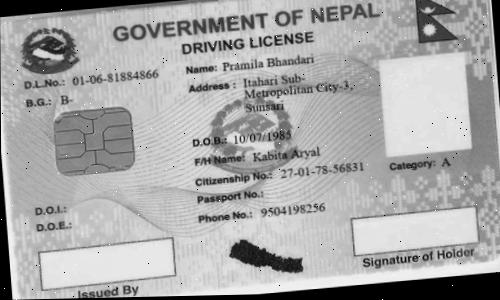 GOVERNMENT OF NEPAL
DRIVING LICENSE
D.L.No.: 01-06-81884866
B.G.: B-
Name: Pramila Bhandari
Address : Itahari Sub-
Metropolitan City-3,
Sunsari
D.O.B.: 10/07/1985
F/H Name: Kabita Aryal
Citizenship No.: 27-01-78-56831
Passport No.:
Phone No.: 9504198256
Category: A
D.O.I.:
D.O.E.:
Issued By
Signature of Holder